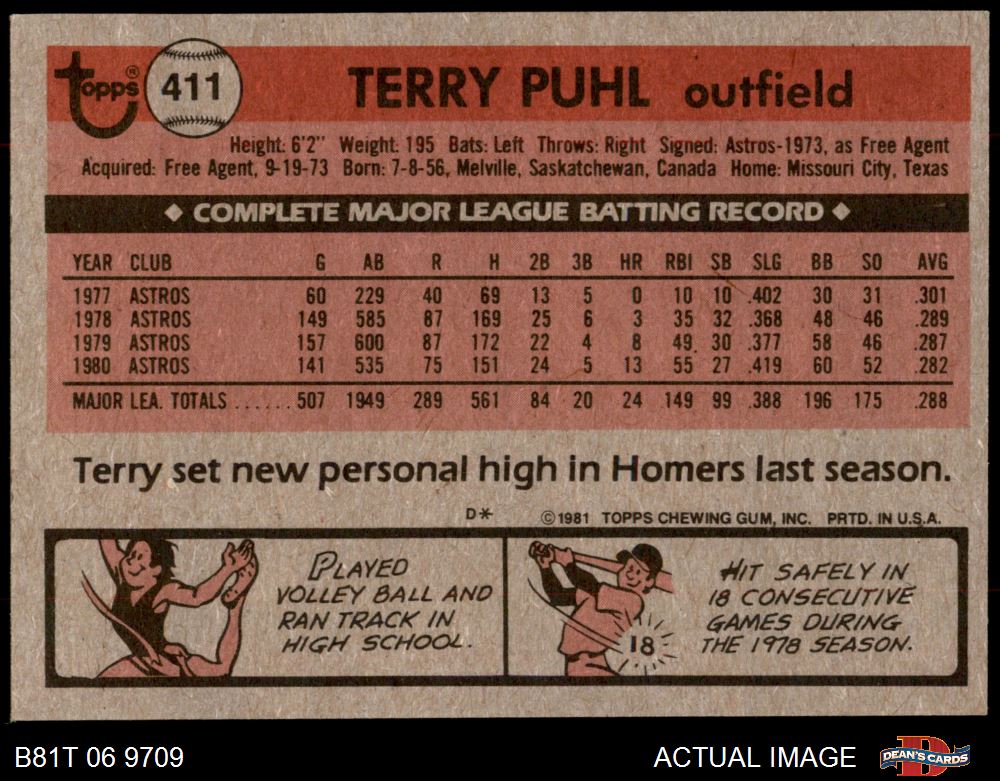 Topps®
411
TERRY PUHL outfield
Height: 6'2" Weight: 195 Bats: Left Throws: Right Signed: Astros-1973, as Free Agent
Acquired: Free Agent, 9-19-73 Born: 7-8-56, Melville, Saskatchewan, Canada Home: Missouri City, Texas
◆ COMPLETE MAJOR LEAGUE BATTING RECORD ◆
YEAR CLUB G AB R H 2B 3B HR RBI SB SLG BB SO AVG
1977 ASTROS 60 229 40 69 13 5 0 10 10 .402 30 31 .301
1978 ASTROS 149 585 87 169 25 6 3 35 32 .368 48 46 .289
1979 ASTROS 157 600 87 172 22 4 8 49 30 .377 58 46 .287
1980 ASTROS 141 535 75 151 24 5 13 55 27 .419 60 52 .282
MAJOR LEA. TOTALS ...... 507 1949 289 561 84 20 24 149 99 .388 196 175 .288
Terry set new personal high in Homers last season.
D* ©1981 TOPPS CHEWING GUM, INC. PRTD. IN U.S.A.
PLAYED
VOLLEY BALL AND
RAN TRACK IN
HIGH SCHOOL.
18
HIT SAFELY IN
18 CONSECUTIVE
GAMES DURING
THE 1978 SEASON.
B81T 06 9709
ACTUAL IMAGE
DEAN'S CARDS